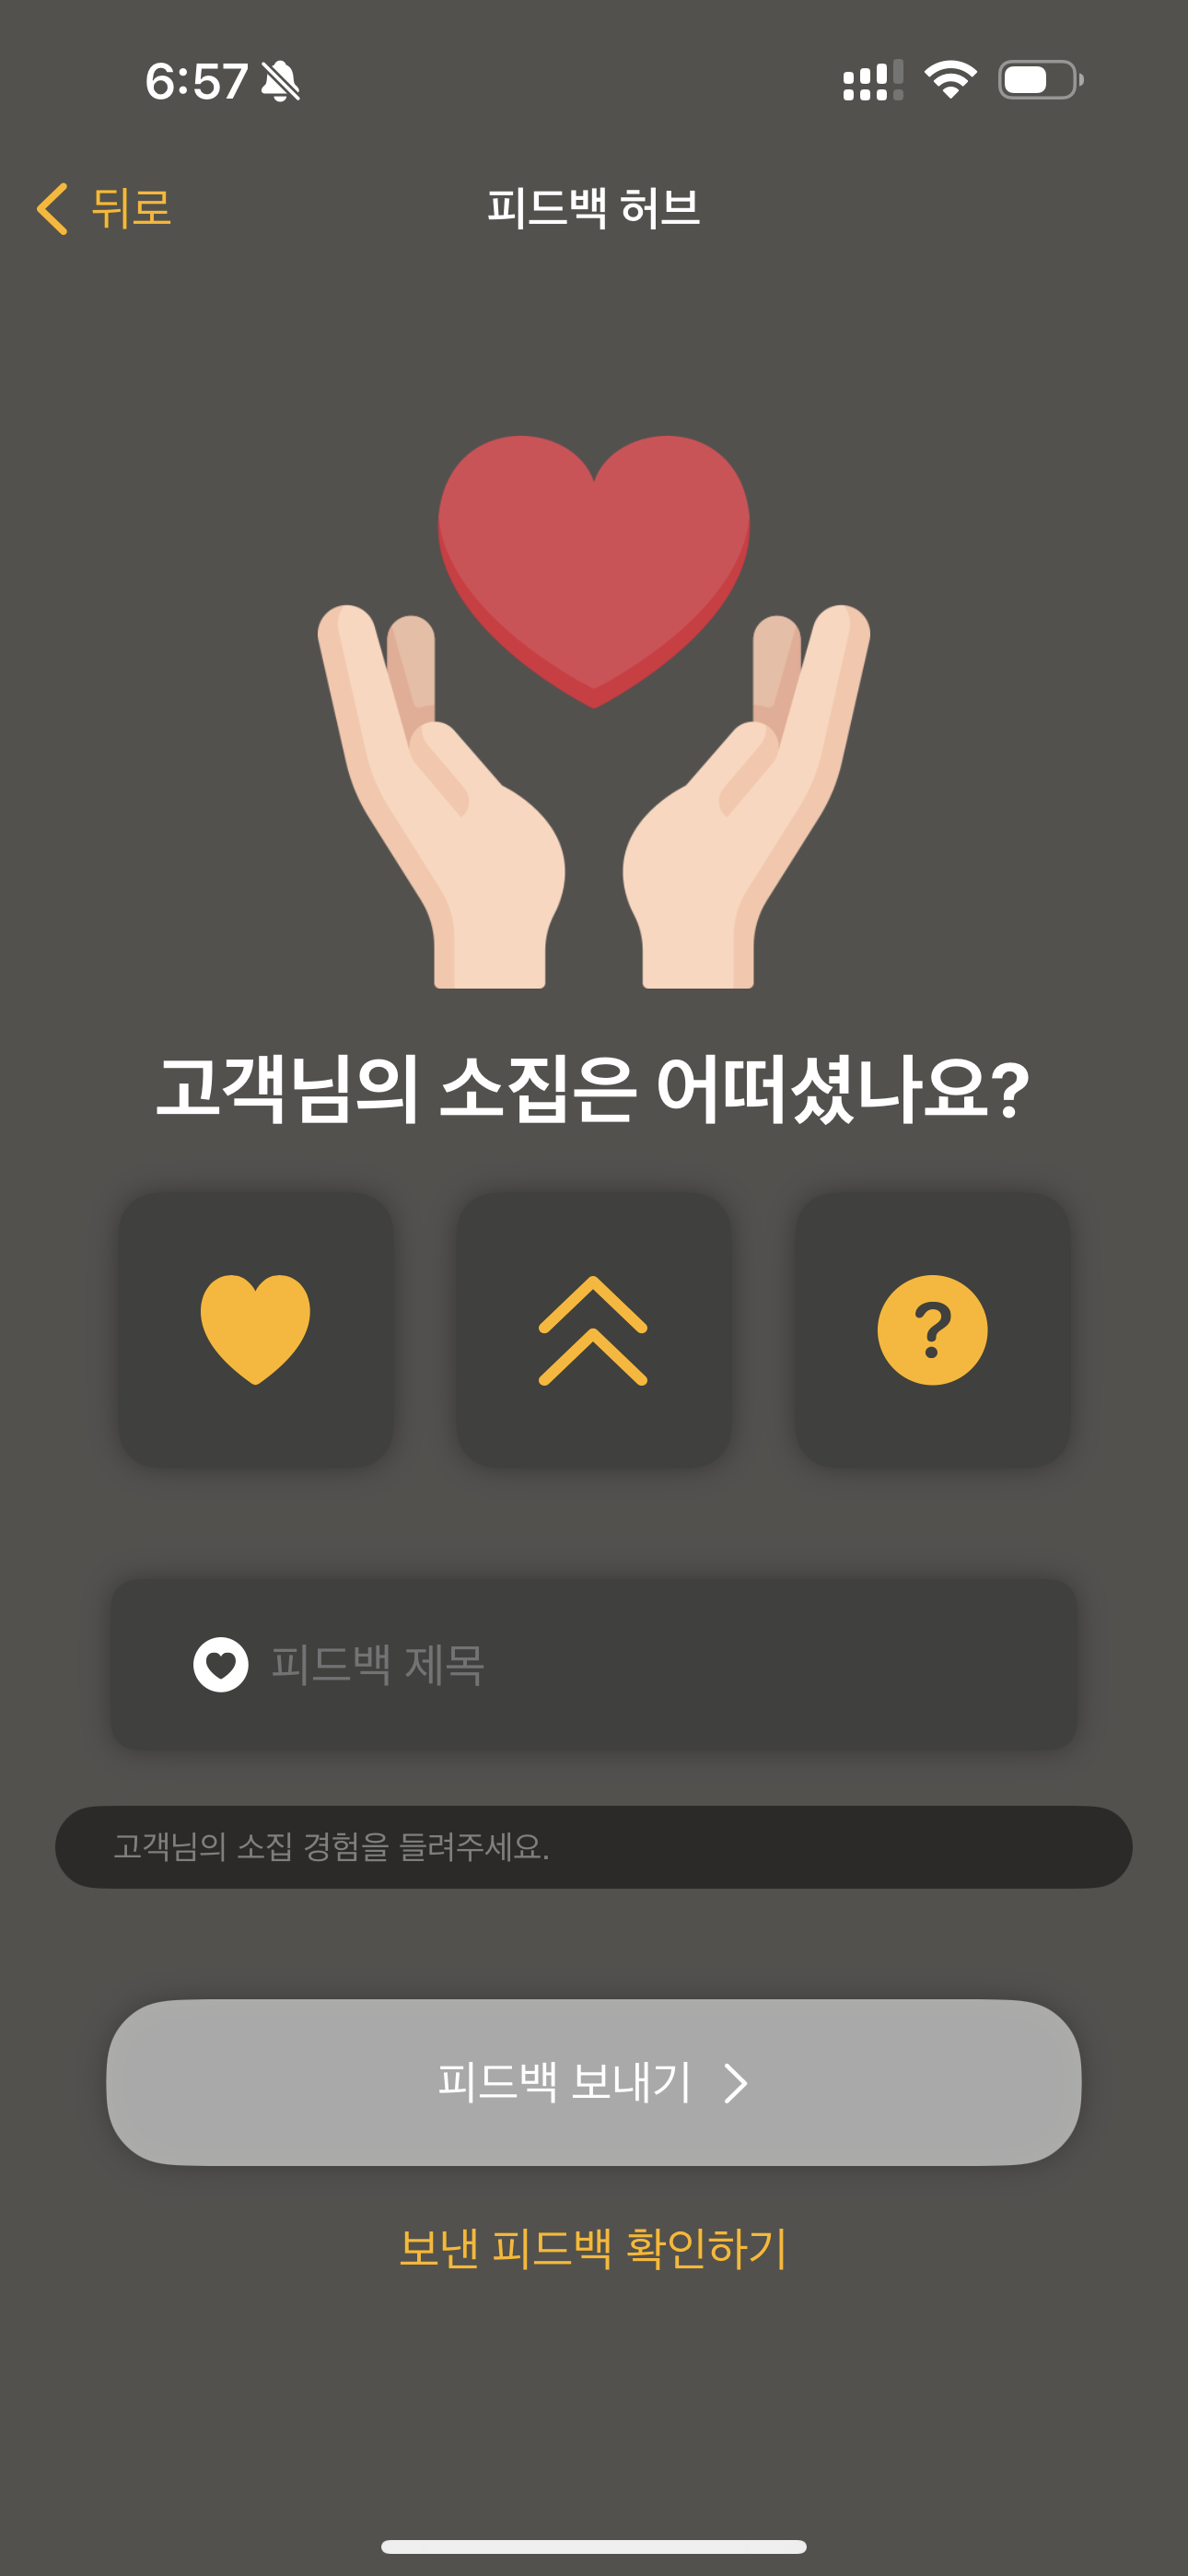 6:57
뒤로
피드백 허브
고객님의 소집은 어떠셨나요?
?
피드백 제목
고객님의 소집 경험을 들려주세요.
피드백 보내기
보낸 피드백 확인하기